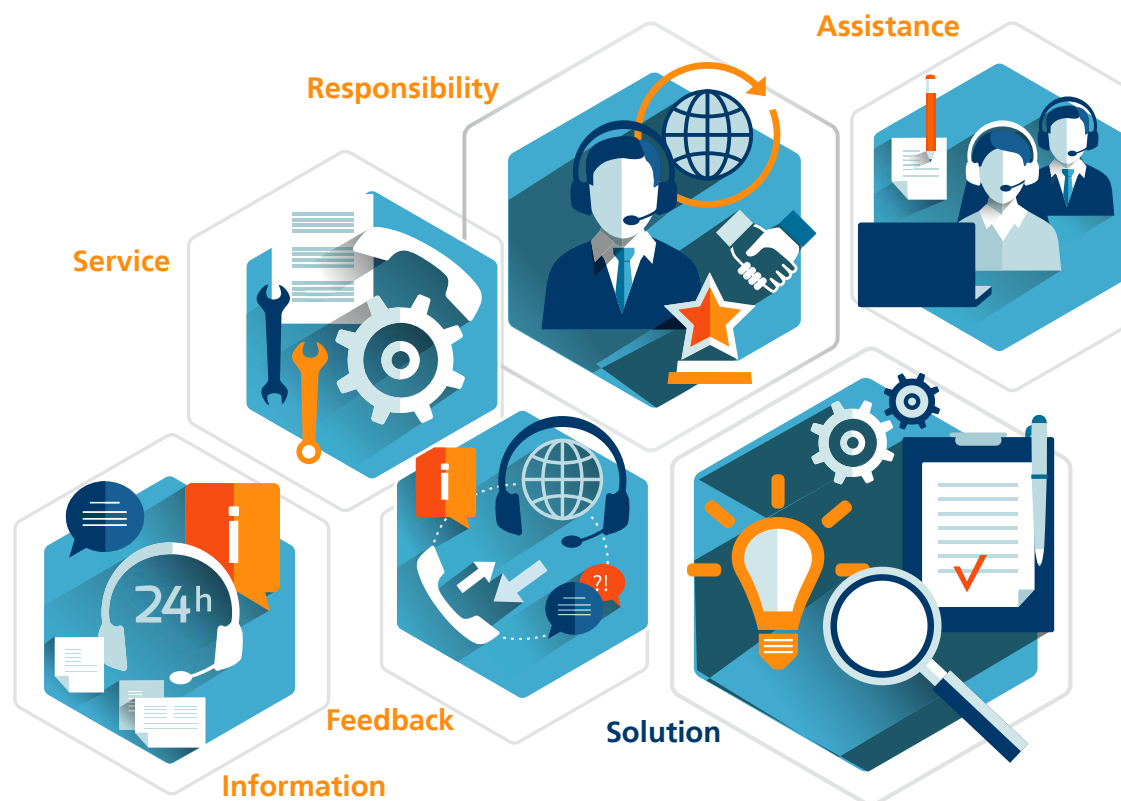 Assistance
Responsibility
Service
i
i
24h
?!
Feedback
Solution
Information